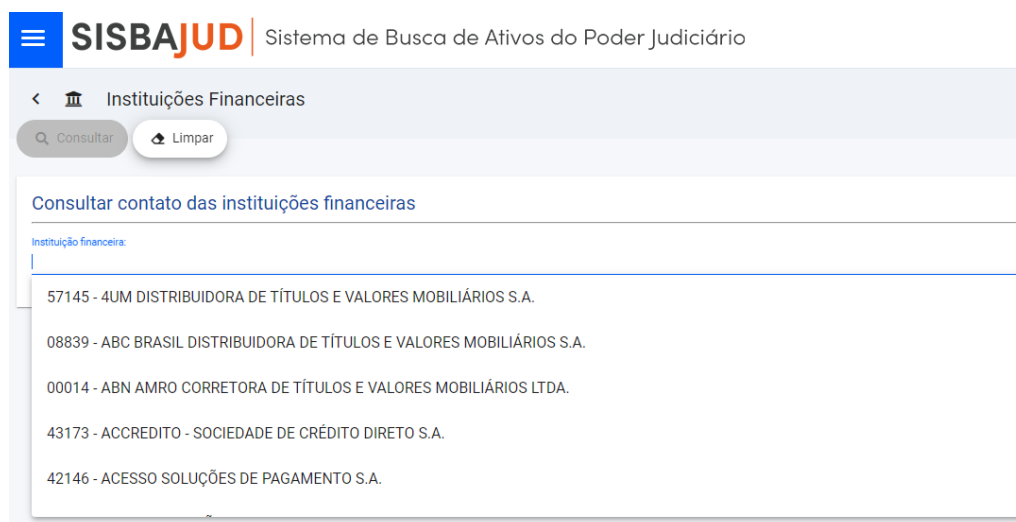 SISBAJUD Sistema de Busca de Ativos do Poder Judiciário
Instituições Financeiras
Consultar Limpar
Consultar contato das instituições financeiras
Instituição financeira:
57145 - 4UM DISTRIBUIDORA DE TÍTULOS E VALORES MOBILIÁRIOS S.A.
08839 - ABC BRASIL DISTRIBUIDORA DE TÍTULOS E VALORES MOBILIÁRIOS S.A.
00014 - ABN AMRO CORRETORA DE TÍTULOS E VALORES MOBILIÁRIOS LTDA.
43173 - ACCREDITO - SOCIEDADE DE CRÉDITO DIRETO S.A.
42146 - ACESSO SOLUÇÕES DE PAGAMENTO S.A.